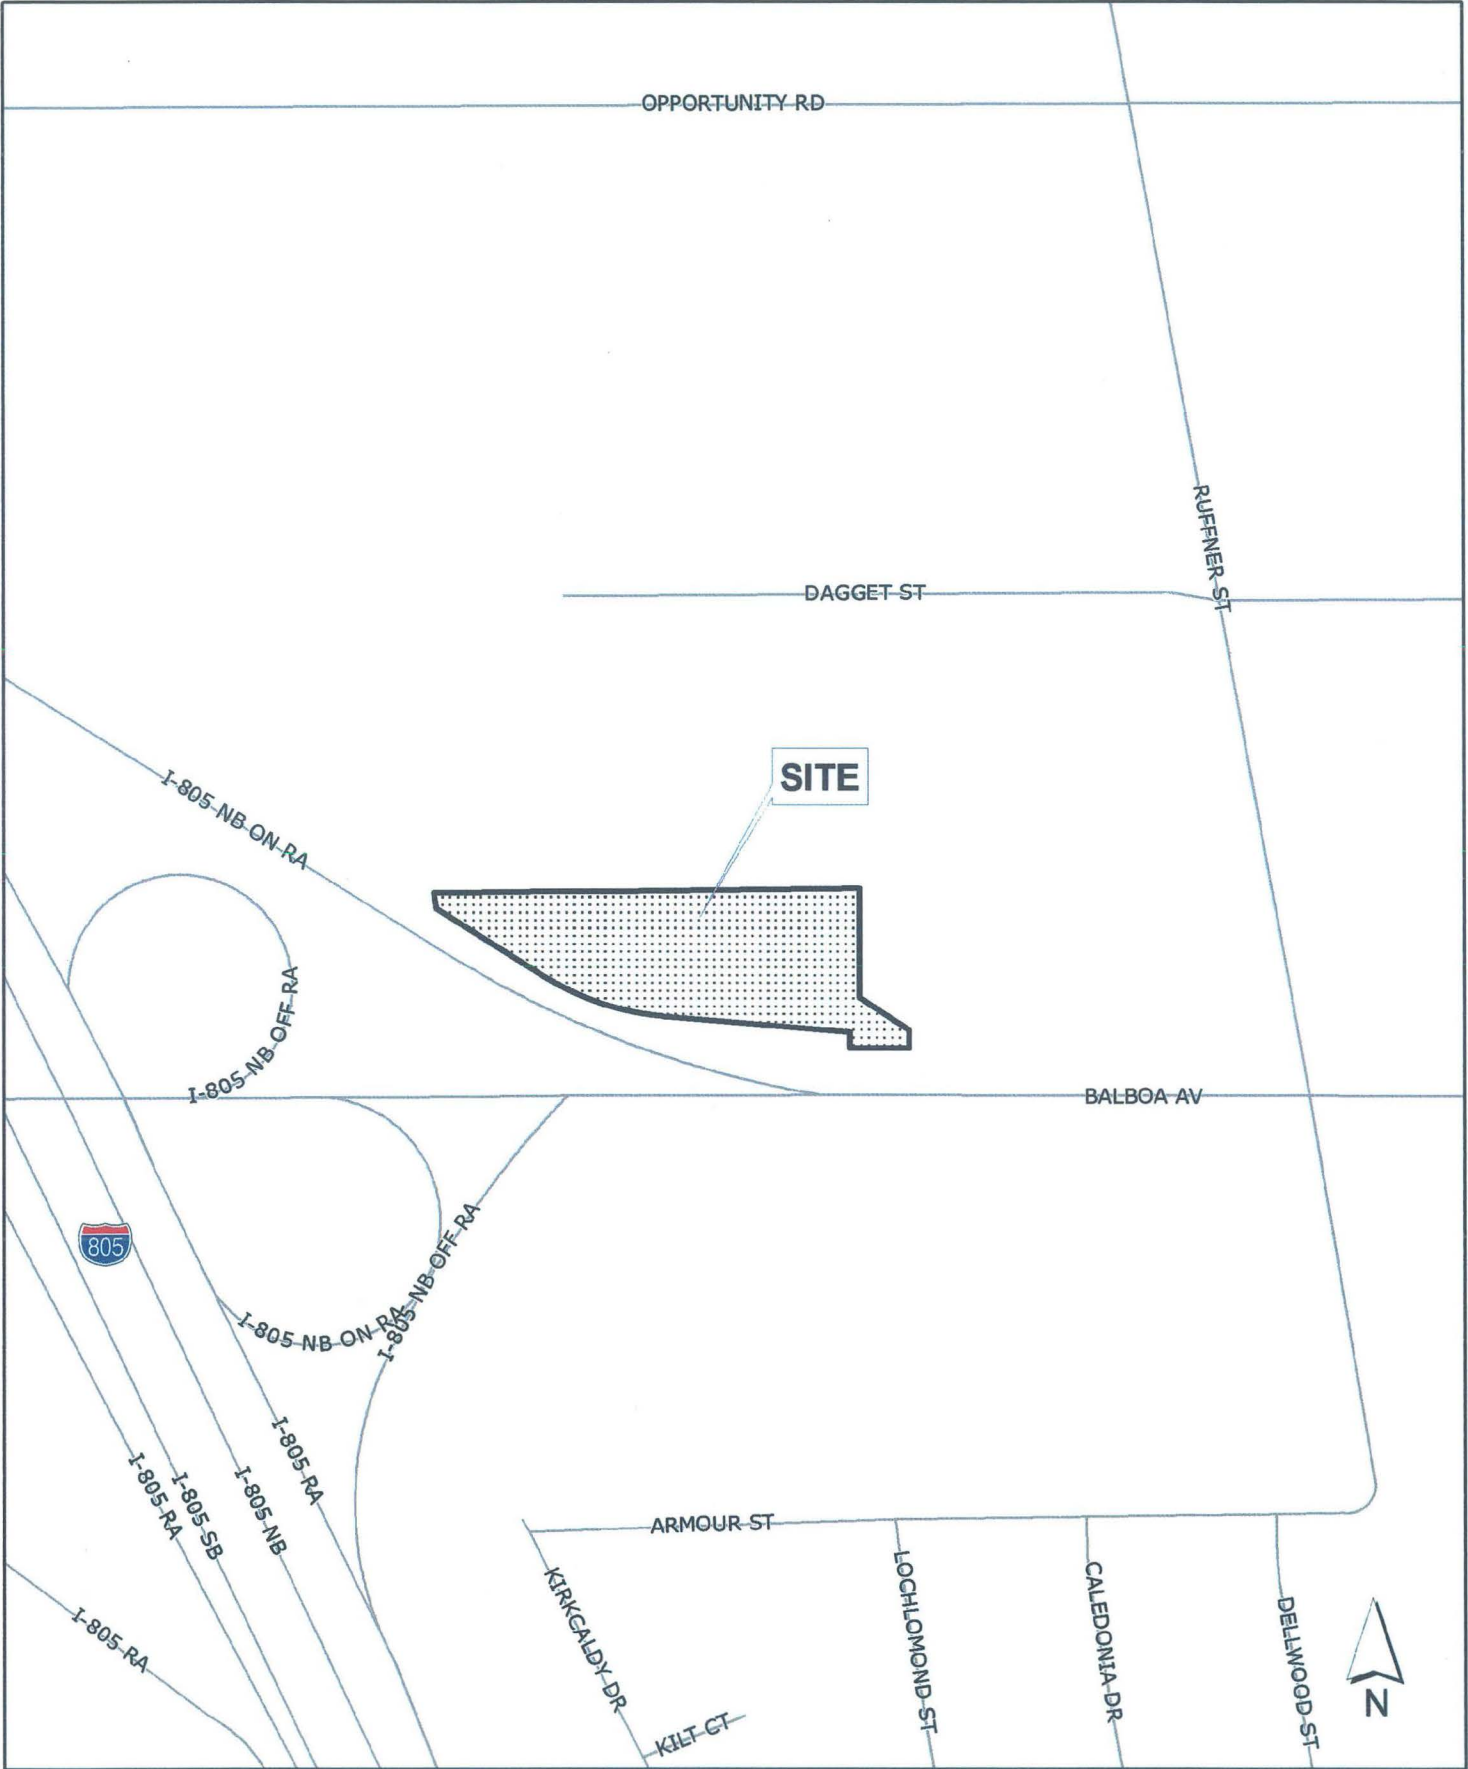 OPPORTUNITY RD
RUFFNER ST
DAGGET ST
SITE
I-805 NB ON RA
I-805 NB OFF RA
BALBOA AV
805
I-805 NB OFF RA
I-805 NB ON RA
I-805 RA
I-805 RA
I-805 SB
I-805 NB
ARMOUR ST
KIRKCALDY DR
LOCHLOMOND ST
CALEDONIA DR
DELLWOOD ST
I-805 RA
KILT CT
N